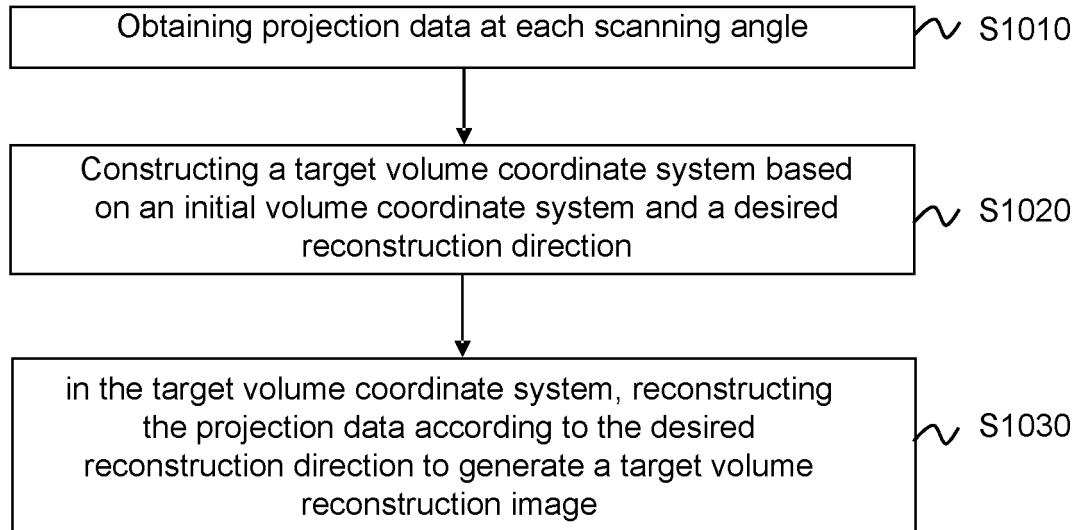 Obtaining projection data at each scanning angle
S1010
Constructing a target volume coordinate system based
on an initial volume coordinate system and a desired
reconstruction direction
S1020
in the target volume coordinate system, reconstructing
the projection data according to the desired
reconstruction direction to generate a target volume
reconstruction image
S1030